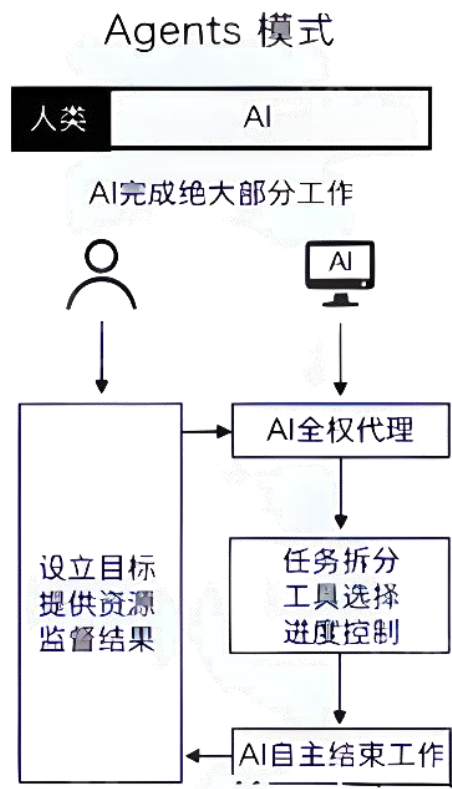 Agents 模式
人类
AI
AI完成绝大部分工作
AI
AI全权代理
设立目标
提供资源
监督结果
任务拆分
工具选择
进度控制
AI自主结束工作